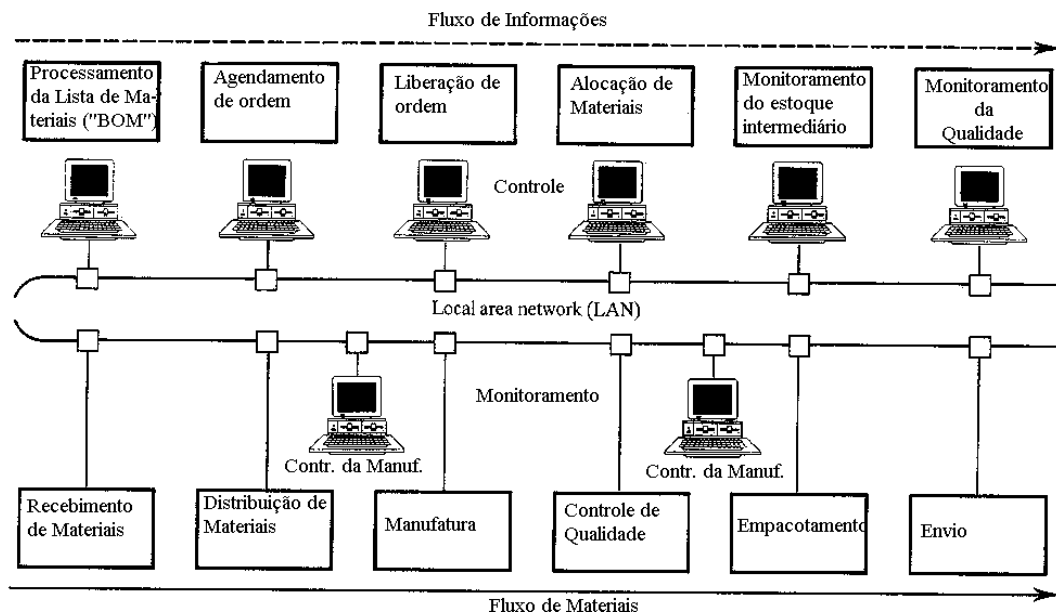 Fluxo de Informações
Processamento
da Lista de Ma-
teriais ("BOM")
Agendamento
de ordem
Liberação de
ordem
Alocação de
Materiais
Monitoramento
do estoque
intermediário
Monitoramento
da
Qualidade
Controle
Local area network (LAN)
Monitoramento
Contr. da Manuf.
Contr. da Manuf.
Recebimento
de Materiais
Distribuição de
Materiais
Manufatura
Controle de
Qualidade
Empacotamento
Envio
Fluxo de Materiais